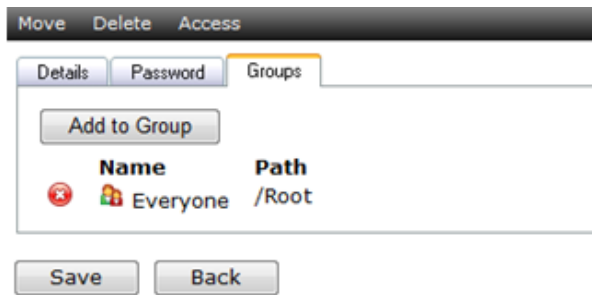 Move Delete Access
Details Password Groups
Add to Group
Name Path
Everyone /Root
Save Back